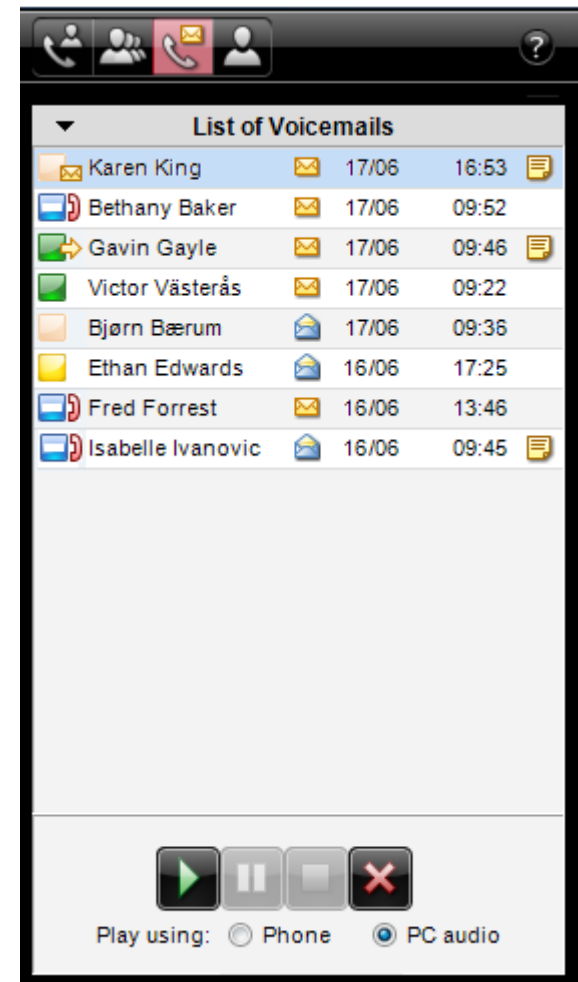 ?
List of Voicemails
Karen King 17/06 16:53
Bethany Baker 17/06 09:52
Gavin Gayle 17/06 09:46
Victor Västerås 17/06 09:22
Bjørn Bærum 17/06 09:36
Ethan Edwards 16/06 17:25
Fred Forrest 16/06 13:46
Isabelle Ivanovic 16/06 09:45
Play using: Phone PC audio